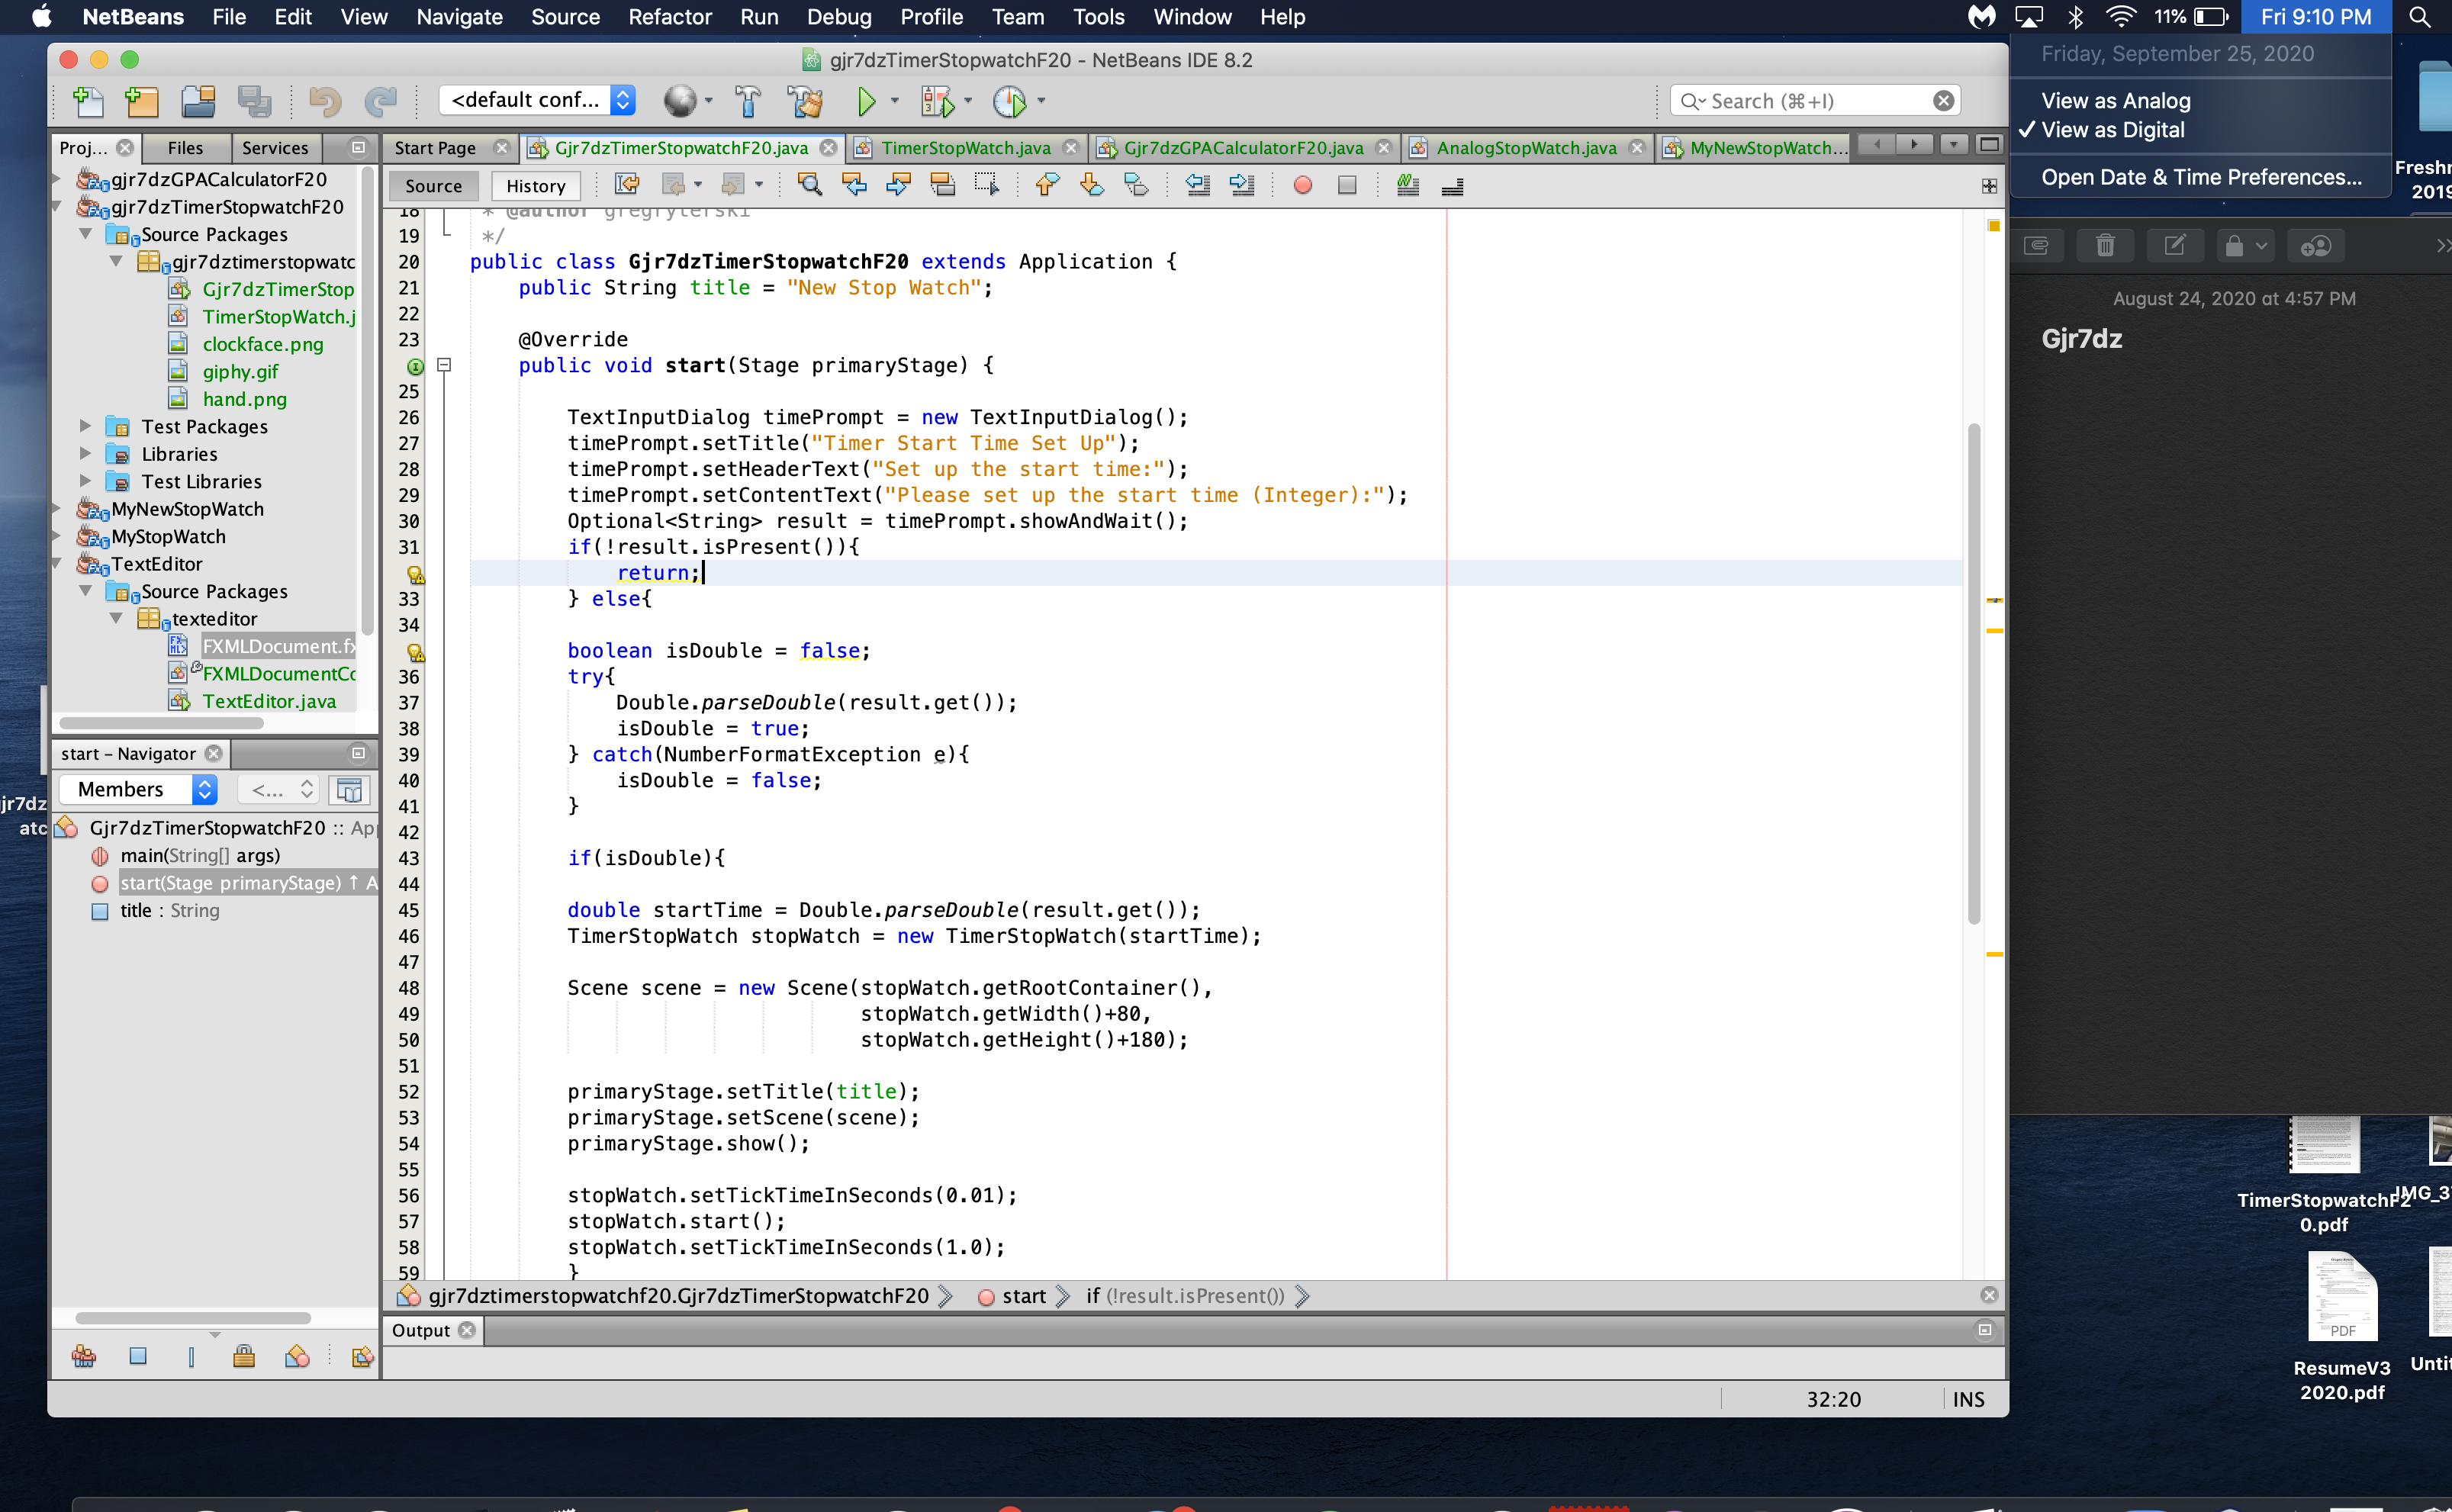 NetBeans File Edit View Navigate Source Refactor Run Debug Profile Team Tools Window Help 11% Fri 9:10 PM
Friday, September 25, 2020
View as Analog
✓ View as Digital
Open Date & Time Preferences...
gjr7dzTimerStopwatchF20 - NetBeans IDE 8.2
<default conf... Search (⌘+I)
Proj... Files Services
Start Page Gjr7dzTimerStopwatchF20.java TimerStopWatch.java Gjr7dzGPACalculatorF20.java AnalogStopWatch.java MyNewStopWatch...
Source History
gjr7dzGPACalculatorF20
gjr7dzTimerStopwatchF20
Source Packages
gjr7dztimerstopwatc
Gjr7dzTimerStop
TimerStopWatch.j
clockface.png
giphy.gif
hand.png
Test Packages
Libraries
Test Libraries
MyNewStopWatch
MyStopWatch
TextEditor
Source Packages
texteditor
FXMLDocument.fx
FXMLDocumentCo
TextEditor.java
start – Navigator
Members <...
Gjr7dzTimerStopwatchF20 :: App
main(String[] args)
start(Stage primaryStage) ↑ A
title : String
18 * @author gregrylerski
19 */
20 public class Gjr7dzTimerStopwatchF20 extends Application {
21 public String title = "New Stop Watch";
22
23 @Override
public void start(Stage primaryStage) {
25
26 TextInputDialog timePrompt = new TextInputDialog();
27 timePrompt.setTitle("Timer Start Time Set Up");
28 timePrompt.setHeaderText("Set up the start time:");
29 timePrompt.setContentText("Please set up the start time (Integer):");
30 Optional<String> result = timePrompt.showAndWait();
31 if(!result.isPresent()){
return;
33 } else{
34
boolean isDouble = false;
36 try{
37 Double.parseDouble(result.get());
38 isDouble = true;
39 } catch(NumberFormatException e){
40 isDouble = false;
41 }
42
43 if(isDouble){
44
45 double startTime = Double.parseDouble(result.get());
46 TimerStopWatch stopWatch = new TimerStopWatch(startTime);
47
48 Scene scene = new Scene(stopWatch.getRootContainer(),
49 stopWatch.getWidth()+80,
50 stopWatch.getHeight()+180);
51
52 primaryStage.setTitle(title);
53 primaryStage.setScene(scene);
54 primaryStage.show();
55
56 stopWatch.setTickTimeInSeconds(0.01);
57 stopWatch.start();
58 stopWatch.setTickTimeInSeconds(1.0);
59 }
gjr7dztimerstopwatchf20.Gjr7dzTimerStopwatchF20 start if (!result.isPresent())
Output
32:20 INS
August 24, 2020 at 4:57 PM
Gjr7dz
Freshr
2019
jr7dz
atc
TimerStopwatchF2
0.pdf
IMG_3
PDF
ResumeV3
2020.pdf
Untit